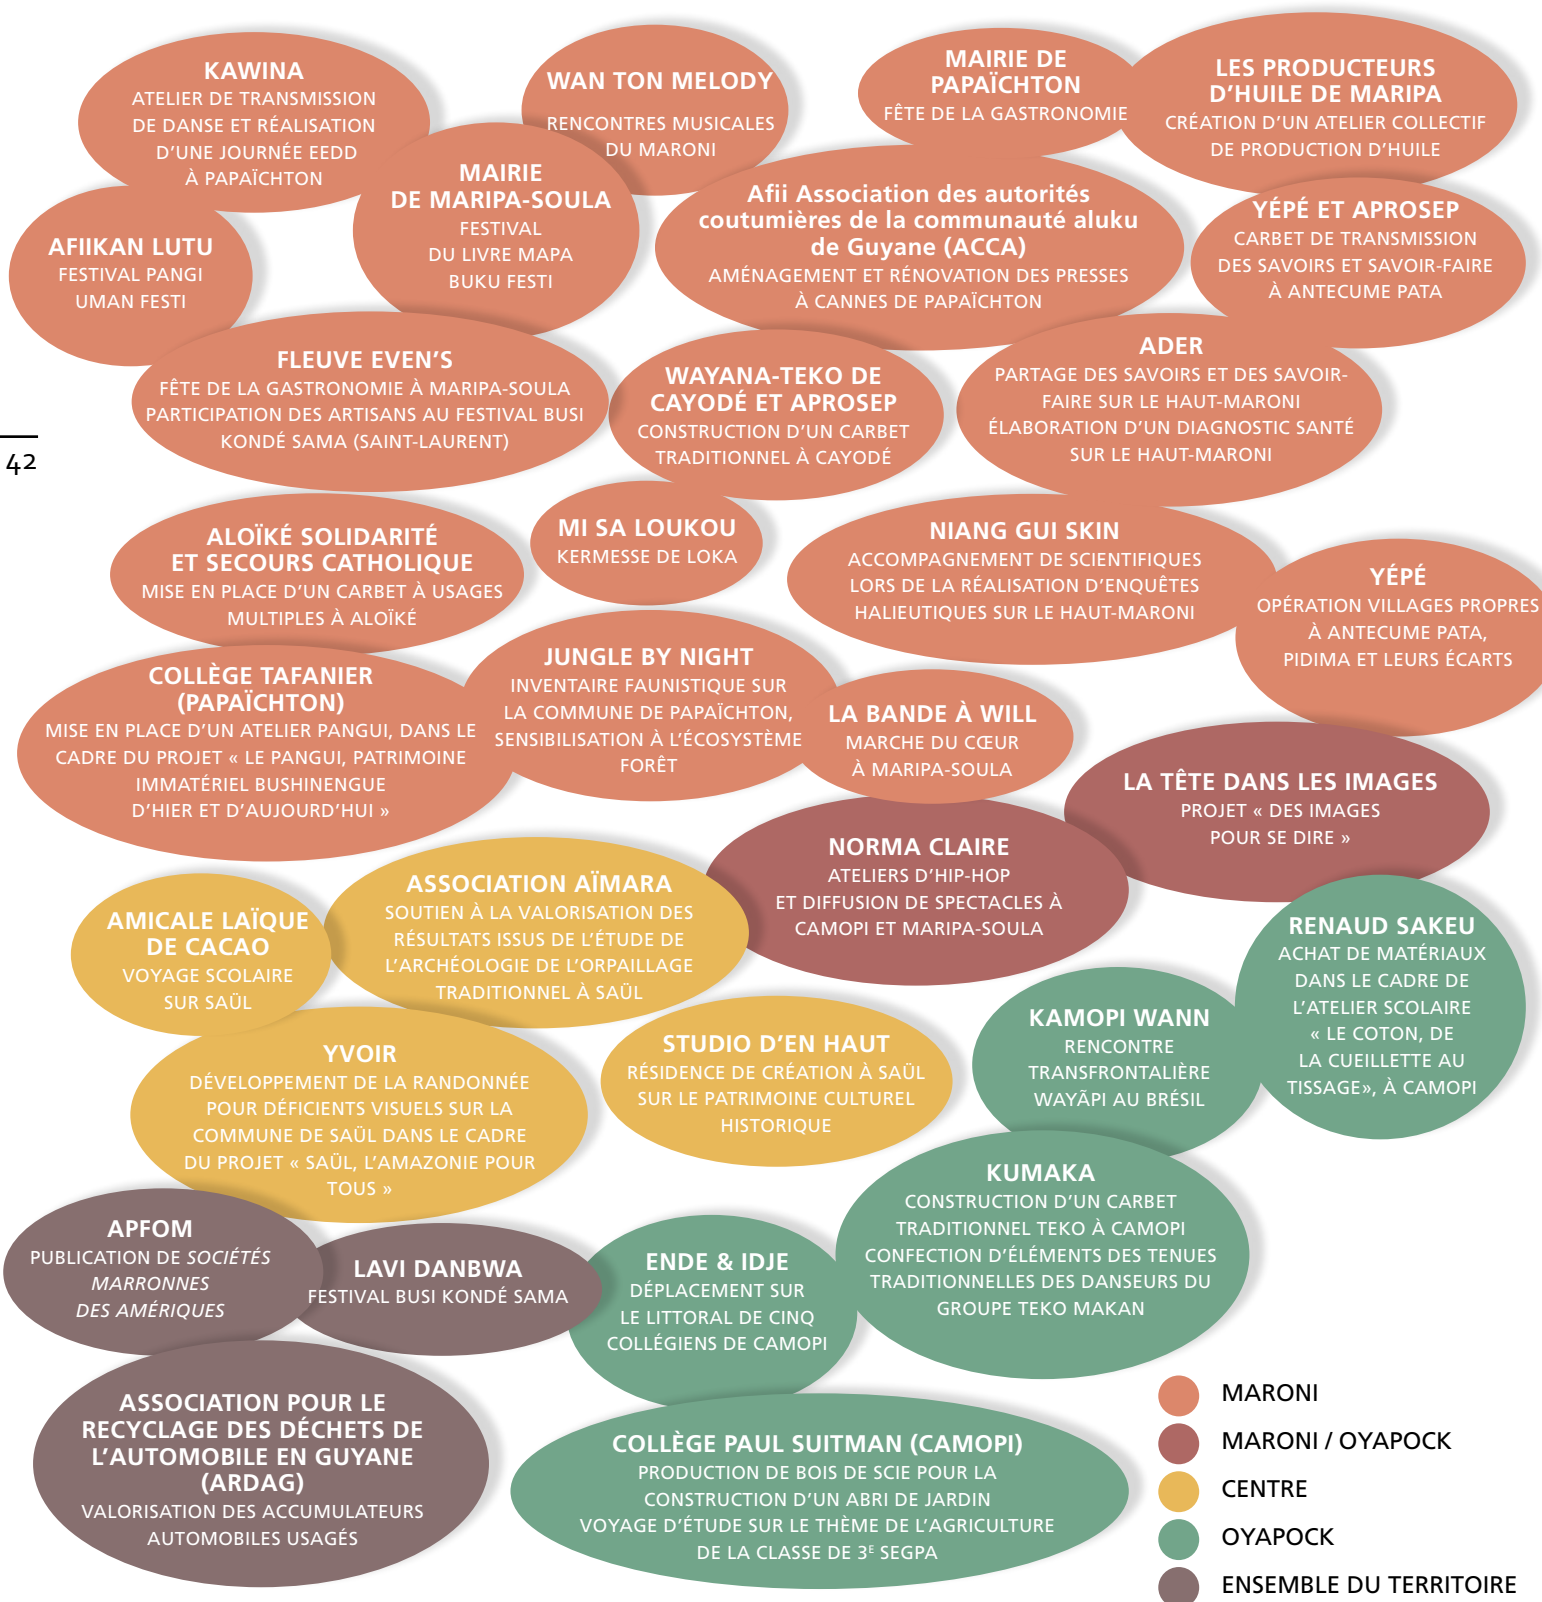 KAWINA
ATELIER DE TRANSMISSION
DE DANSE ET RÉALISATION
D'UNE JOURNÉE EEDD
À PAPAÏCHTON
WAN TON MELODY
RENCONTRES MUSICALES
DU MARONI
MAIRIE DE
PAPAÏCHTON
FÊTE DE LA GASTRONOMIE
LES PRODUCTEURS
D'HUILE DE MARIPA
CRÉATION D'UN ATELIER COLLECTIF
DE PRODUCTION D'HUILE
AFIIKAN LUTU
FESTIVAL PANGI
UMAN FESTI
MAIRIE
DE MARIPA-SOULA
FESTIVAL
DU LIVRE MAPA
BUKU FESTI
Afii Association des autorités
coutumières de la communauté aluku
de Guyane (ACCA)
AMÉNAGEMENT ET RÉNOVATION DES PRESSES
À CANNES DE PAPAÏCHTON
YÉPÉ ET APROSEP
CARBET DE TRANSMISSION
DES SAVOIRS ET SAVOIR-FAIRE
À ANTECUME PATA
FLEUVE EVEN'S
FÊTE DE LA GASTRONOMIE À MARIPA-SOULA
PARTICIPATION DES ARTISANS AU FESTIVAL BUSI
KONDÉ SAMA (SAINT-LAURENT)
WAYANA-TEKO DE
CAYODÉ ET APROSEP
CONSTRUCTION D'UN CARBET
TRADITIONNEL À CAYODÉ
ADER
PARTAGE DES SAVOIRS ET DES SAVOIR-
FAIRE SUR LE HAUT-MARONI
ÉLABORATION D'UN DIAGNOSTIC SANTÉ
SUR LE HAUT-MARONI
42
ALOÏKÉ SOLIDARITÉ
ET SECOURS CATHOLIQUE
MISE EN PLACE D'UN CARBET À USAGES
MULTIPLES À ALOÏKÉ
MI SA LOUKOU
KERMESSE DE LOKA
NIANG GUI SKIN
ACCOMPAGNEMENT DE SCIENTIFIQUES
LORS DE LA RÉALISATION D'ENQUÊTES
HALIEUTIQUES SUR LE HAUT-MARONI
YÉPÉ
OPÉRATION VILLAGES PROPRES
À ANTECUME PATA,
PIDIMA ET LEURS ÉCARTS
COLLÈGE TAFANIER
(PAPAÏCHTON)
MISE EN PLACE D'UN ATELIER PANGUI, DANS LE
CADRE DU PROJET « LE PANGUI, PATRIMOINE
IMMATÉRIEL BUSHINENGUE
D'HIER ET D'AUJOURD'HUI »
JUNGLE BY NIGHT
INVENTAIRE FAUNISTIQUE SUR
LA COMMUNE DE PAPAÏCHTON,
SENSIBILISATION À L'ÉCOSYSTÈME
FORÊT
LA BANDE À WILL
MARCHE DU CŒUR
À MARIPA-SOULA
LA TÊTE DANS LES IMAGES
PROJET « DES IMAGES
POUR SE DIRE »
NORMA CLAIRE
ATELIERS D'HIP-HOP
ET DIFFUSION DE SPECTACLES À
CAMOPI ET MARIPA-SOULA
AMICALE LAÏQUE
DE CACAO
VOYAGE SCOLAIRE
SUR SAÜL
ASSOCIATION AÏMARA
SOUTIEN À LA VALORISATION DES
RÉSULTATS ISSUS DE L'ÉTUDE DE
L'ARCHÉOLOGIE DE L'ORPAILLAGE
TRADITIONNEL À SAÜL
RENAUD SAKEU
ACHAT DE MATÉRIAUX
DANS LE CADRE DE
L'ATELIER SCOLAIRE
« LE COTON, DE
LA CUEILLETTE AU
TISSAGE», À CAMOPI
YVOIR
DÉVELOPPEMENT DE LA RANDONNÉE
POUR DÉFICIENTS VISUELS SUR LA
COMMUNE DE SAÜL DANS LE CADRE
DU PROJET « SAÜL, L'AMAZONIE POUR
TOUS »
STUDIO D'EN HAUT
RÉSIDENCE DE CRÉATION À SAÜL
SUR LE PATRIMOINE CULTUREL
HISTORIQUE
KAMOPI WANN
RENCONTRE
TRANSFRONTALIÈRE
WAYÃPI AU BRÉSIL
KUMAKA
CONSTRUCTION D'UN CARBET
TRADITIONNEL TEKO À CAMOPI
CONFECTION D'ÉLÉMENTS DES TENUES
TRADITIONNELLES DES DANSEURS DU
GROUPE TEKO MAKAN
APFOM
PUBLICATION DE SOCIÉTÉS
MARRONNES
DES AMÉRIQUES
LAVI DANBWA
FESTIVAL BUSI KONDÉ SAMA
ENDE & IDJE
DÉPLACEMENT SUR
LE LITTORAL DE CINQ
COLLÉGIENS DE CAMOPI
ASSOCIATION POUR LE
RECYCLAGE DES DÉCHETS DE
L'AUTOMOBILE EN GUYANE
(ARDAG)
VALORISATION DES ACCUMULATEURS
AUTOMOBILES USAGÉS
COLLÈGE PAUL SUITMAN (CAMOPI)
PRODUCTION DE BOIS DE SCIE POUR LA
CONSTRUCTION D'UN ABRI DE JARDIN
VOYAGE D'ÉTUDE SUR LE THÈME DE L'AGRICULTURE
DE LA CLASSE DE 3E SEGPA
MARONI
MARONI / OYAPOCK
CENTRE
OYAPOCK
ENSEMBLE DU TERRITOIRE